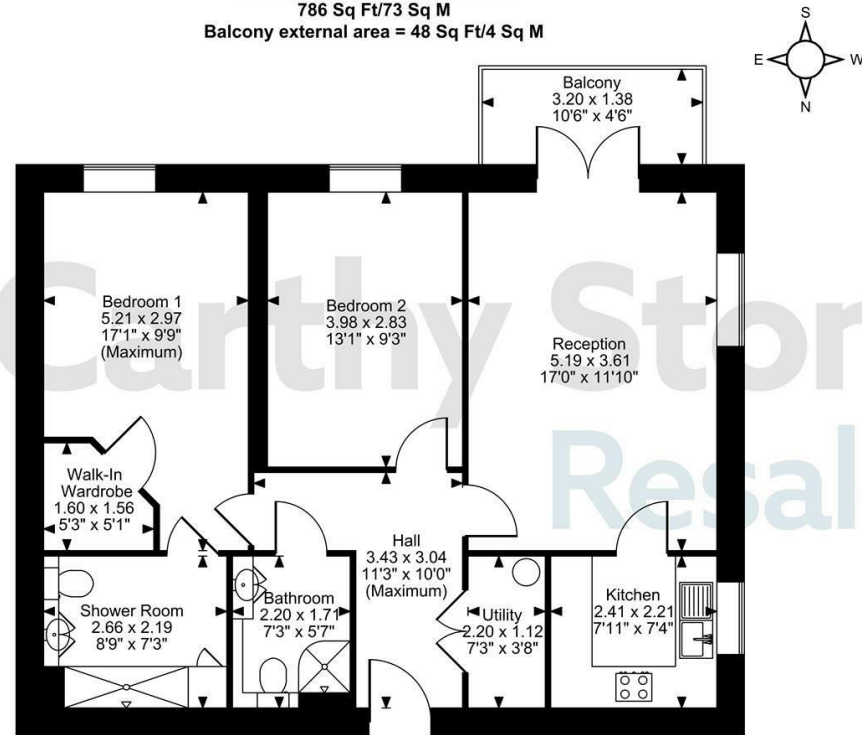 786 Sq Ft/73 Sq M
Balcony external area = 48 Sq Ft/4 Sq M
S
E
W
N
Balcony
3.20 x 1.38
10'6" x 4'6"
Bedroom 1
5.21 x 2.97
17'1" x 9'9"
(Maximum)
Bedroom 2
3.98 x 2.83
13'1" x 9'3"
Reception
5.19 x 3.61
17'0" x 11'10"
Carthy Stor
Resal
Walk-In
Wardrobe
1.60 x 1.56
5'3" x 5'1"
Hall
3.43 x 3.04
11'3" x 10'0"
(Maximum)
Shower Room
2.66 x 2.19
8'9" x 7'3"
Bathroom
2.20 x 1.71
7'3" x 5'7"
Utility
2.20 x 1.12
7'3" x 3'8"
Kitchen
2.41 x 2.21
7'11" x 7'4"